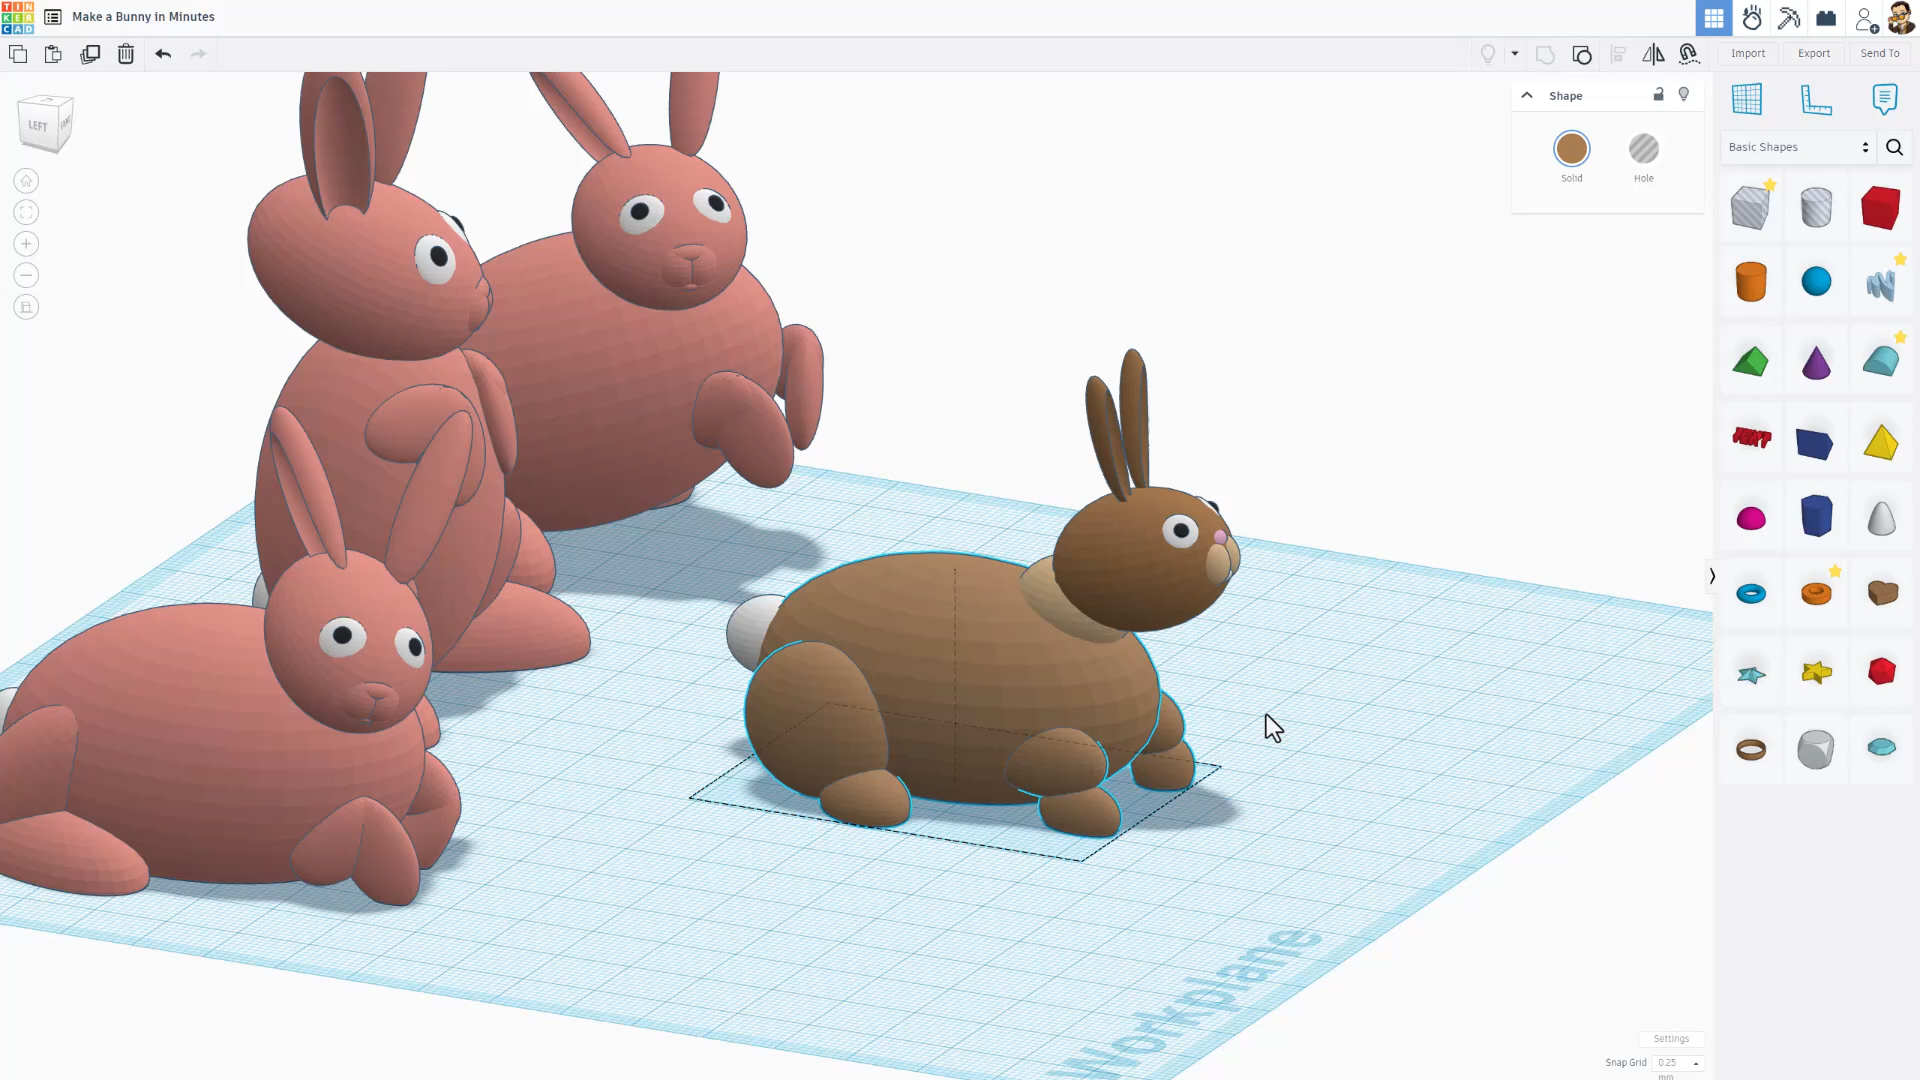 TIN
KER
CAD
Make a Bunny in Minutes
Import
Export
Send To
LEFT
Shape
Solid
Hole
Basic Shapes
TEXT
Workplane
Settings
Snap Grid
0.25
mm